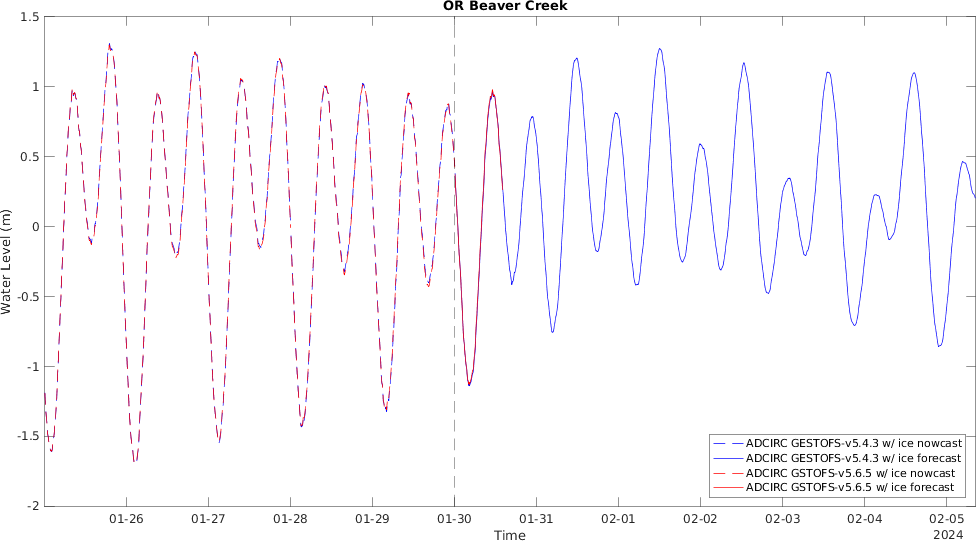 OR Beaver Creek
1.5
1
0.5
0
-0.5
-1
-1.5
-2
Water Level (m)
ADCIRC GESTOFS-v5.4.3 w/ ice nowcast
ADCIRC GESTOFS-v5.4.3 w/ ice forecast
ADCIRC GSTOFS-v5.6.5 w/ ice nowcast
ADCIRC GSTOFS-v5.6.5 w/ ice forecast
01-26 01-27 01-28 01-29 01-30 01-31 02-01 02-02 02-03 02-04 02-05
Time 2024